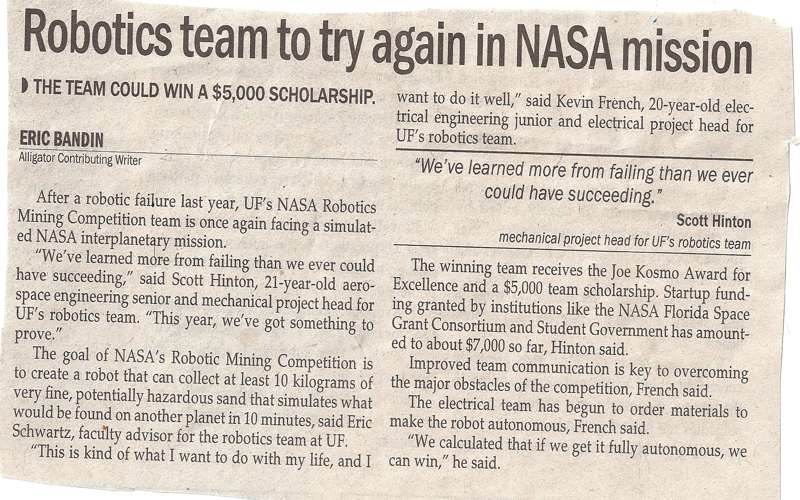 Robotics team to try again in NASA mission
◗ THE TEAM COULD WIN A $5,000 SCHOLARSHIP.
ERIC BANDIN
Alligator Contributing Writer
After a robotic failure last year, UF's NASA Robotics
Mining Competition team is once again facing a simulat-
ed NASA interplanetary mission.
"We've learned more from failing than we ever could
have succeeding," said Scott Hinton, 21-year-old aero-
space engineering senior and mechanical project head for
UF's robotics team. "This year, we've got something to
prove."
The goal of NASA's Robotic Mining Competition is
to create a robot that can collect at least 10 kilograms of
very fine, potentially hazardous sand that simulates what
would be found on another planet in 10 minutes, said Eric
Schwartz, faculty advisor for the robotics team at UF.
"This is kind of what I want to do with my life, and I
want to do it well," said Kevin French, 20-year-old elec-
trical engineering junior and electrical project head for
UF's robotics team.
"We've learned more from failing than we ever
could have succeeding."
Scott Hinton
mechanical project head for UF's robotics team
The winning team receives the Joe Kosmo Award for
Excellence and a $5,000 team scholarship. Startup fund-
ing granted by institutions like the NASA Florida Space
Grant Consortium and Student Government has amount-
ed to about $7,000 so far, Hinton said.
Improved team communication is key to overcoming
the major obstacles of the competition, French said.
The electrical team has begun to order materials to
make the robot autonomous, French said.
"We calculated that if we get it fully autonomous, we
can win," he said.